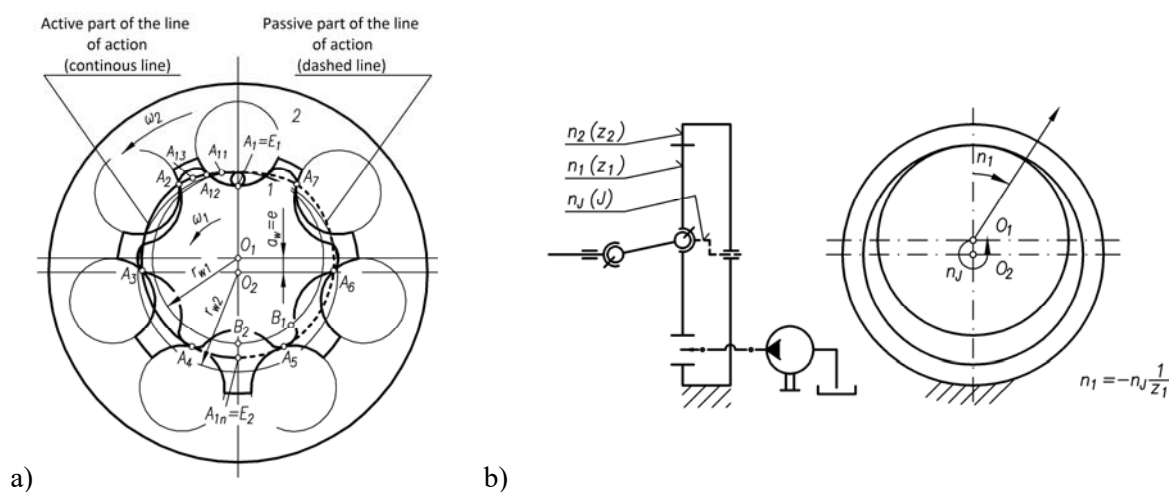 Active part of the line
of action
(continous line)
Passive part of the line
of action
(dashed line)
2
ω2
A13
A11
A1=E1
A2
A12
1
A7
ω1
aw=e
O1
rw1
A3
O2
A6
rw2
B2
B1
A4
A5
A1n=E2
a)
n2(z2)
n1(z1)
nJ(J)
n1
O1
nJ
O2
n1=-nJ 1/z1
b)